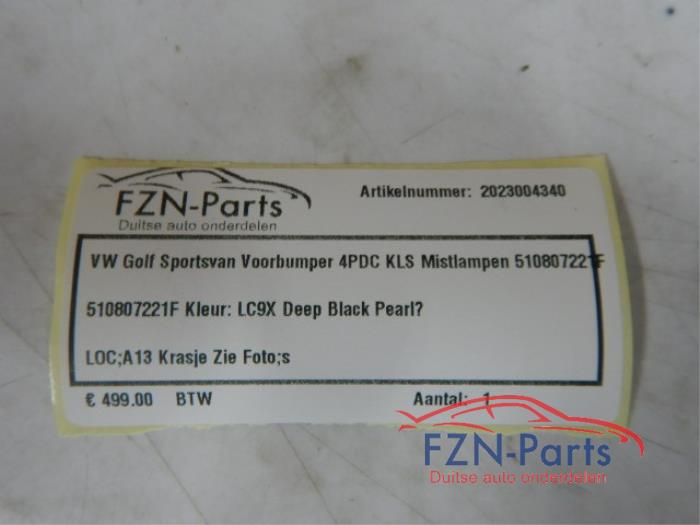 FZN-Parts
Duitse auto onderdelen
Artikelnummer: 2023004340
VW Golf Sportsvan Voorbumper 4PDC KLS Mistlampen 510807221F
510807221F Kleur: LC9X Deep Black Pearl?
LOC;A13 Krasje Zie Foto;s
€ 499.00 BTW
Aantal: 1
FZN-Parts
Duitse auto onderdelen